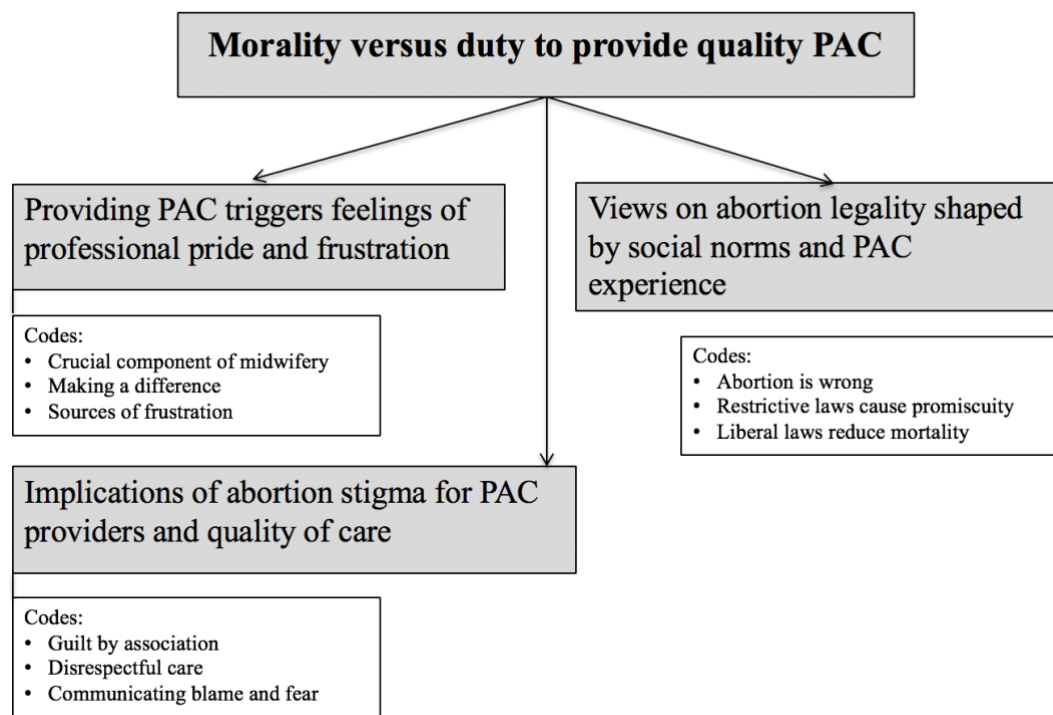 Morality versus duty to provide quality PAC
Providing PAC triggers feelings of
professional pride and frustration
Codes:
• Crucial component of midwifery
• Making a difference
• Sources of frustration
Views on abortion legality shaped
by social norms and PAC
experience
Codes:
• Abortion is wrong
• Restrictive laws cause promiscuity
• Liberal laws reduce mortality
Implications of abortion stigma for PAC
providers and quality of care
Codes:
• Guilt by association
• Disrespectful care
• Communicating blame and fear